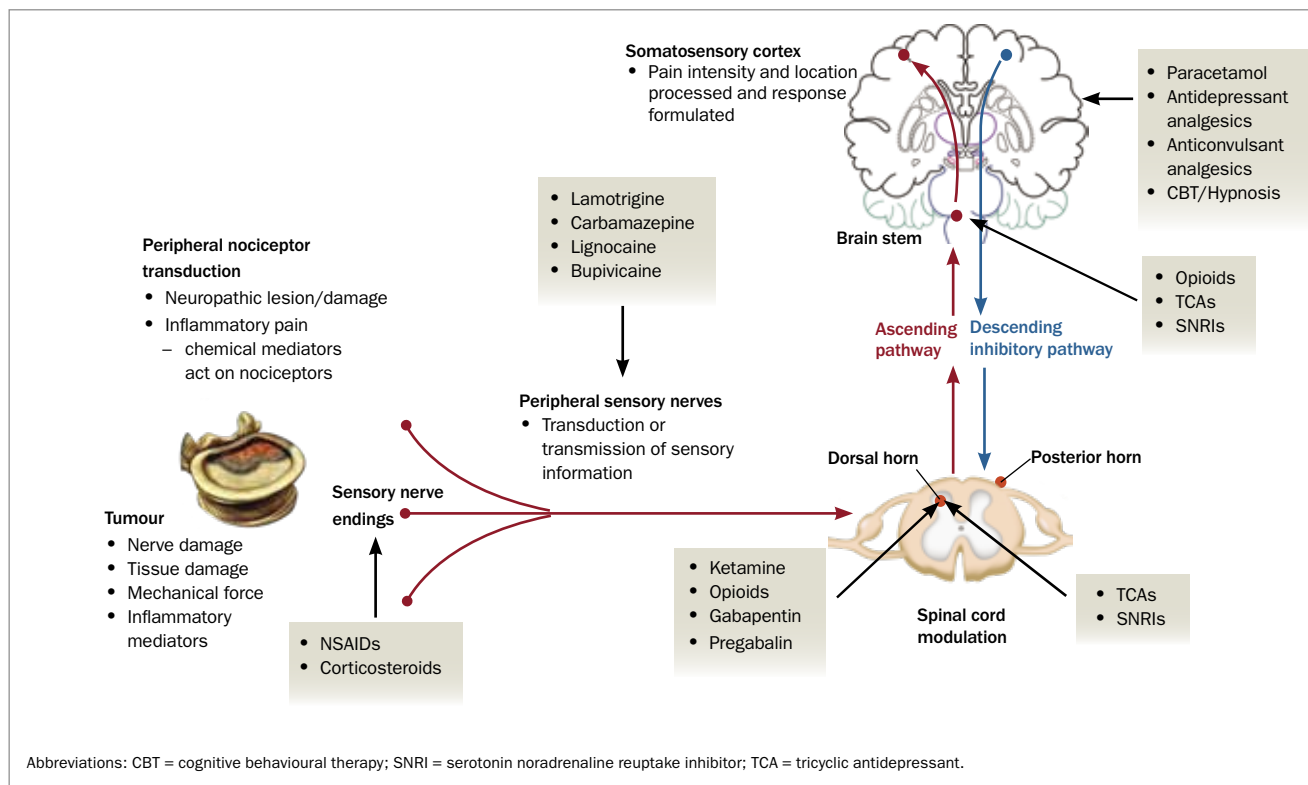 Somatosensory cortex
• Pain intensity and location
processed and response
formulated
• Paracetamol
• Antidepressant
analgesics
• Anticonvulsant
analgesics
• CBT/Hypnosis
• Lamotrigine
• Carbamazepine
• Lignocaine
• Bupivicaine
Brain stem
• Opioids
• TCAs
• SNRIs
Peripheral nociceptor
transduction
• Neuropathic lesion/damage
• Inflammatory pain
– chemical mediators
act on nociceptors
Ascending
pathway
Descending
inhibitory pathway
Peripheral sensory nerves
• Transduction or
transmission of sensory
information
Dorsal horn
Posterior horn
Sensory nerve
endings
Tumour
• Nerve damage
• Tissue damage
• Mechanical force
• Inflammatory
mediators
• NSAIDs
• Corticosteroids
• Ketamine
• Opioids
• Gabapentin
• Pregabalin
Spinal cord
modulation
• TCAs
• SNRIs
Abbreviations: CBT = cognitive behavioural therapy; SNRI = serotonin noradrenaline reuptake inhibitor; TCA = tricyclic antidepressant.